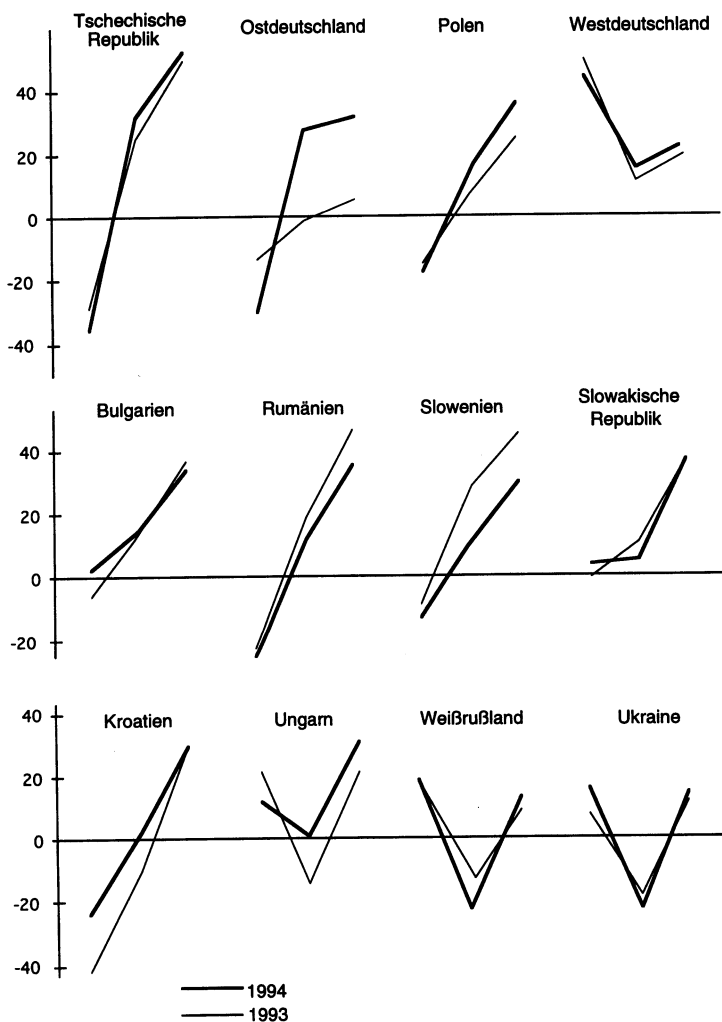 Tschechische
Republik
Ostdeutschland
Polen
Westdeutschland
40
20
0
-20
-40
Bulgarien
Rumänien
Slowenien
Slowakische
Republik
40
20
0
-20
Kroatien
Ungarn
Weißrußland
Ukraine
40
20
0
-20
-40
1994
1993